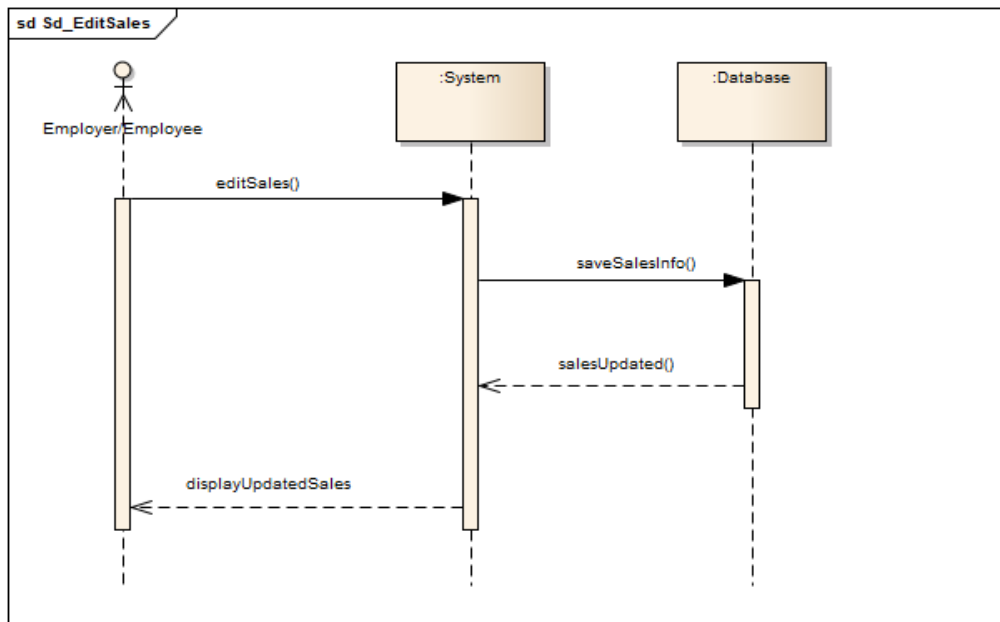 sd Sd_EditSales
:System
:Database
Employer/Employee
editSales()
saveSalesInfo()
salesUpdated()
displayUpdatedSales